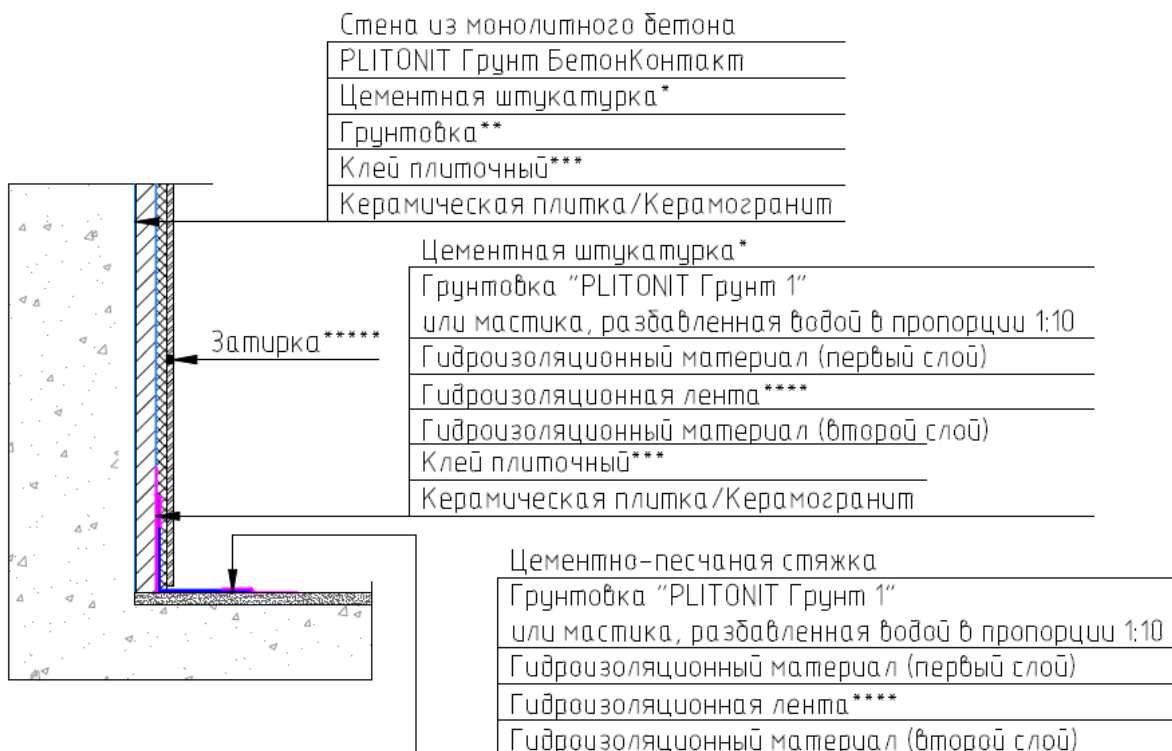 Стена из монолитного бетона
PLITONIT Грунт БетонКонтакт
Цементная штукатурка*
Грунтовка**
Клей плиточный***
Керамическая плитка/Керамогранит
Цементная штукатурка*
Грунтовка "PLITONIT Грунт 1"
или мастика, разбавленная водой в пропорции 1:10
Гидроизоляционный материал (первый слой)
Гидроизоляционная лента****
Гидроизоляционный материал (второй слой)
Клей плиточный***
Керамическая плитка/Керамогранит
Затирка*****
Цементно-песчаная стяжка
Грунтовка "PLITONIT Грунт 1"
или мастика, разбавленная водой в пропорции 1:10
Гидроизоляционный материал (первый слой)
Гидроизоляционная лента****
Гидроизоляционный материал (второй слой)